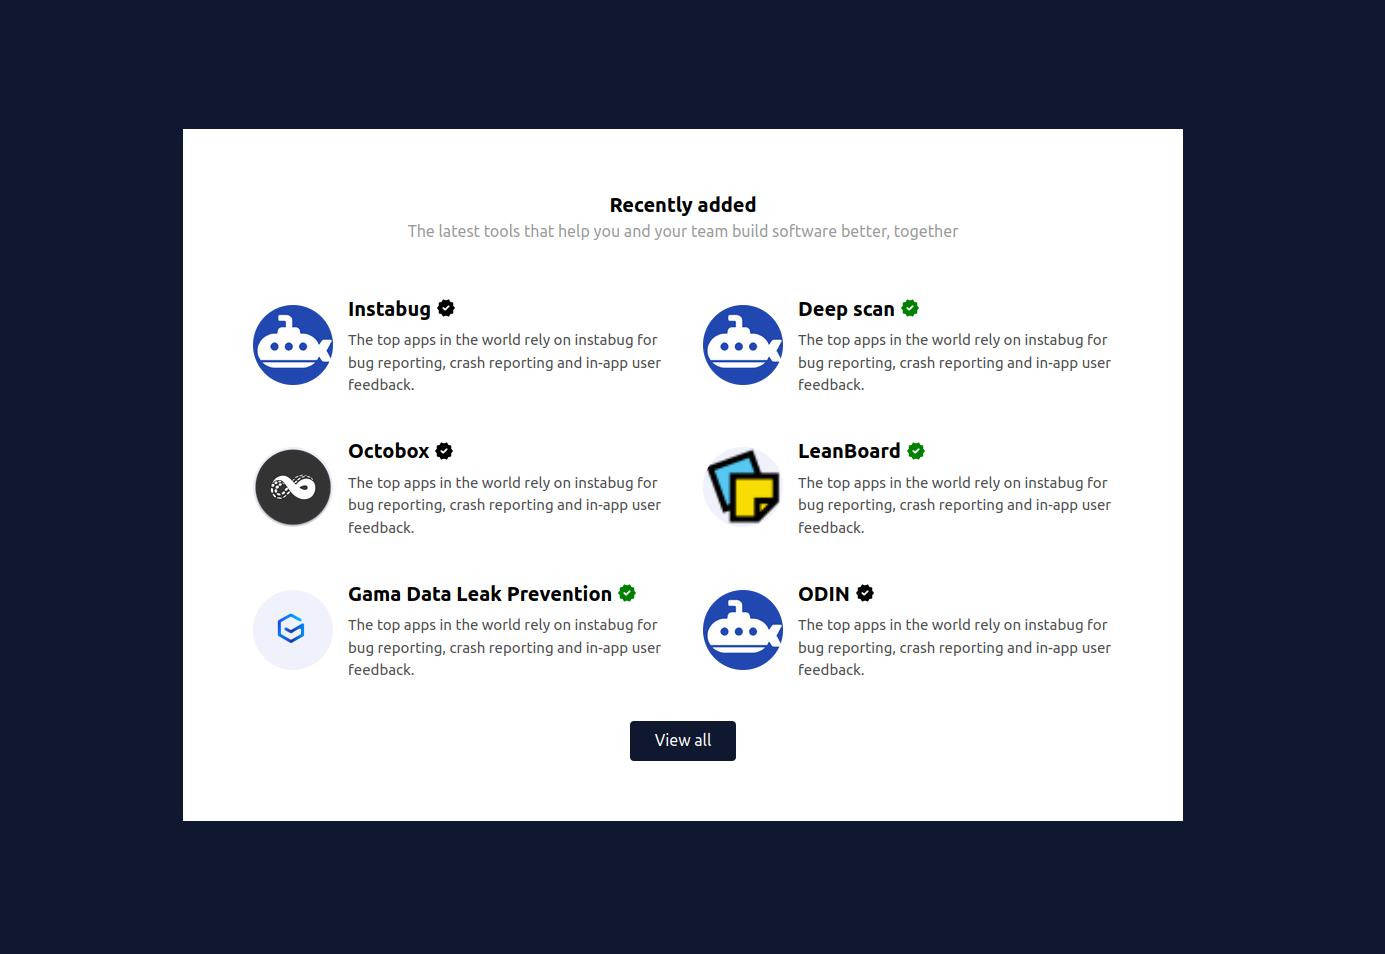 Recently added
The latest tools that help you and your team build software better, together
Instabug
The top apps in the world rely on instabug for
bug reporting, crash reporting and in-app user
feedback.
Deep scan
The top apps in the world rely on instabug for
bug reporting, crash reporting and in-app user
feedback.
Octobox
The top apps in the world rely on instabug for
bug reporting, crash reporting and in-app user
feedback.
LeanBoard
The top apps in the world rely on instabug for
bug reporting, crash reporting and in-app user
feedback.
Gama Data Leak Prevention
The top apps in the world rely on instabug for
bug reporting, crash reporting and in-app user
feedback.
ODIN
The top apps in the world rely on instabug for
bug reporting, crash reporting and in-app user
feedback.
View all